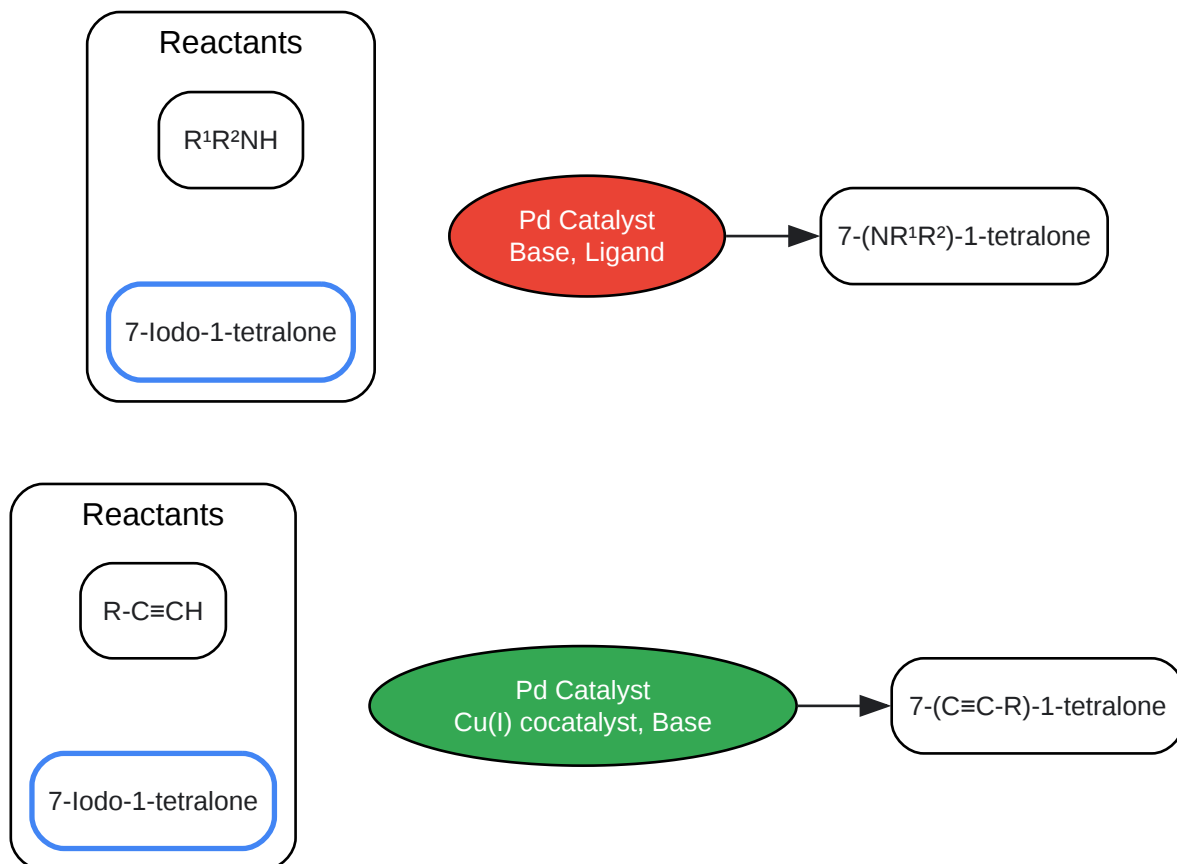 Reactants
R¹R²NH
7-Iodo-1-tetralone
Pd Catalyst
Base, Ligand
7-(NR¹R²)-1-tetralone
Reactants
R-C≡CH
7-Iodo-1-tetralone
Pd Catalyst
Cu(I) cocatalyst, Base
7-(C≡C-R)-1-tetralone